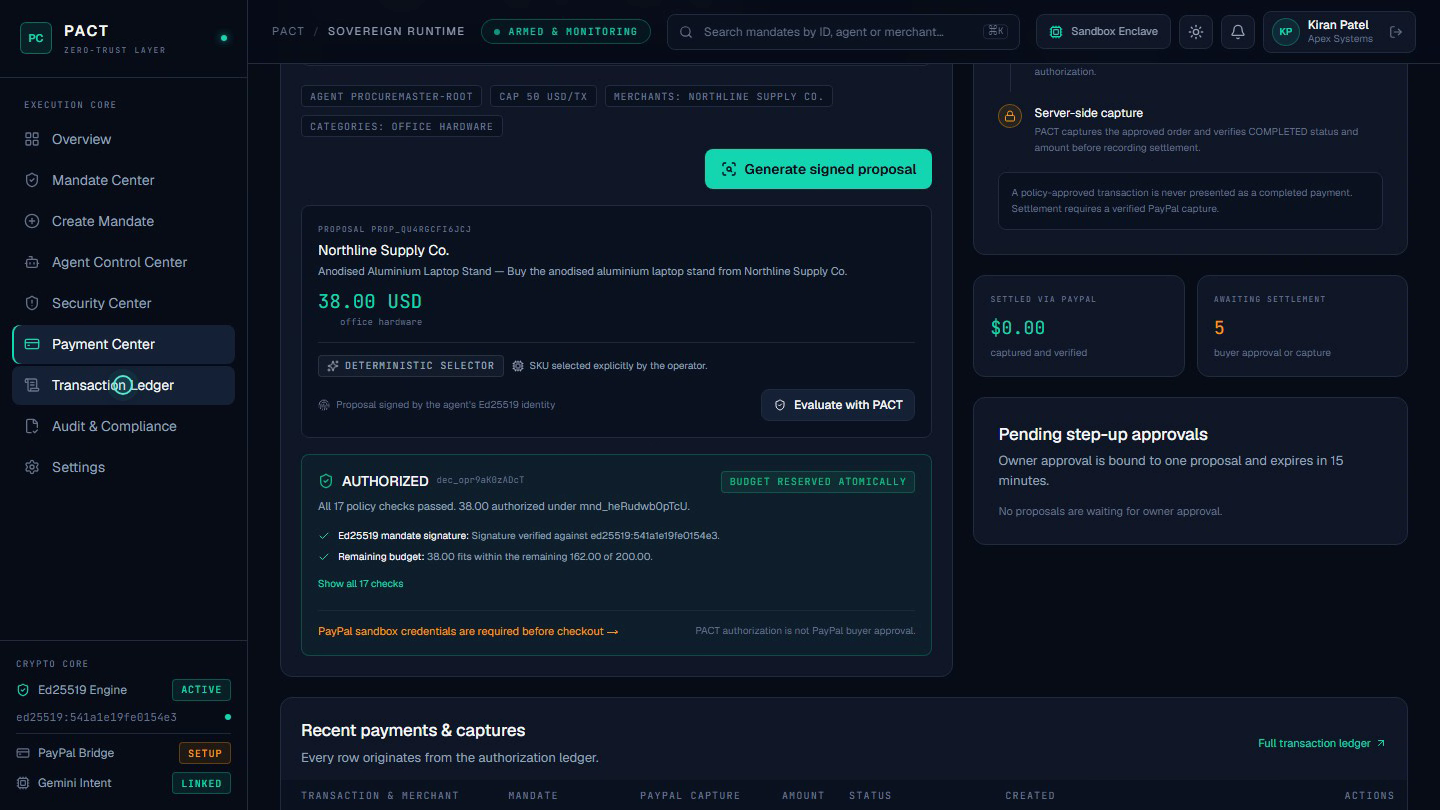 PC
PACT
ZERO-TRUST LAYER
EXECUTION CORE
Overview
Mandate Center
Create Mandate
Agent Control Center
Security Center
Payment Center
Transaction Ledger
Audit & Compliance
Settings
CRYPTO CORE
Ed25519 Engine
ACTIVE
ed25519:541a1e19fe0154e3
PayPal Bridge
SETUP
Gemini Intent
LINKED
PACT / SOVEREIGN RUNTIME
ARMED & MONITORING
Search mandates by ID, agent or merchant...
⌘K
Sandbox Enclave
KP
Kiran Patel
Apex Systems
AGENT PROCUREMASTER-ROOT
CAP 50 USD/TX
MERCHANTS: NORTHLINE SUPPLY CO.
CATEGORIES: OFFICE HARDWARE
Generate signed proposal
PROPOSAL PROP_QU4RGCFI6JCJ
Northline Supply Co.
Anodised Aluminium Laptop Stand — Buy the anodised aluminium laptop stand from Northline Supply Co.
38.00 USD
office hardware
DETERMINISTIC SELECTOR
SKU selected explicitly by the operator.
Proposal signed by the agent's Ed25519 identity
Evaluate with PACT
AUTHORIZED
dec_opr9aK0zADcT
BUDGET RESERVED ATOMICALLY
All 17 policy checks passed. 38.00 authorized under mnd_heRudwb0pTcU.
Ed25519 mandate signature: Signature verified against ed25519:541a1e19fe0154e3.
Remaining budget: 38.00 fits within the remaining 162.00 of 200.00.
Show all 17 checks
PayPal sandbox credentials are required before checkout →
PACT authorization is not PayPal buyer approval.
authorization.
Server-side capture
PACT captures the approved order and verifies COMPLETED status and
amount before recording settlement.
A policy-approved transaction is never presented as a completed payment.
Settlement requires a verified PayPal capture.
SETTLED VIA PAYPAL
$0.00
captured and verified
AWAITING SETTLEMENT
5
buyer approval or capture
Pending step-up approvals
Owner approval is bound to one proposal and expires in 15
minutes.
No proposals are waiting for owner approval.
Recent payments & captures
Every row originates from the authorization ledger.
Full transaction ledger
TRANSACTION & MERCHANT
MANDATE
PAYPAL CAPTURE
AMOUNT
STATUS
CREATED
ACTIONS